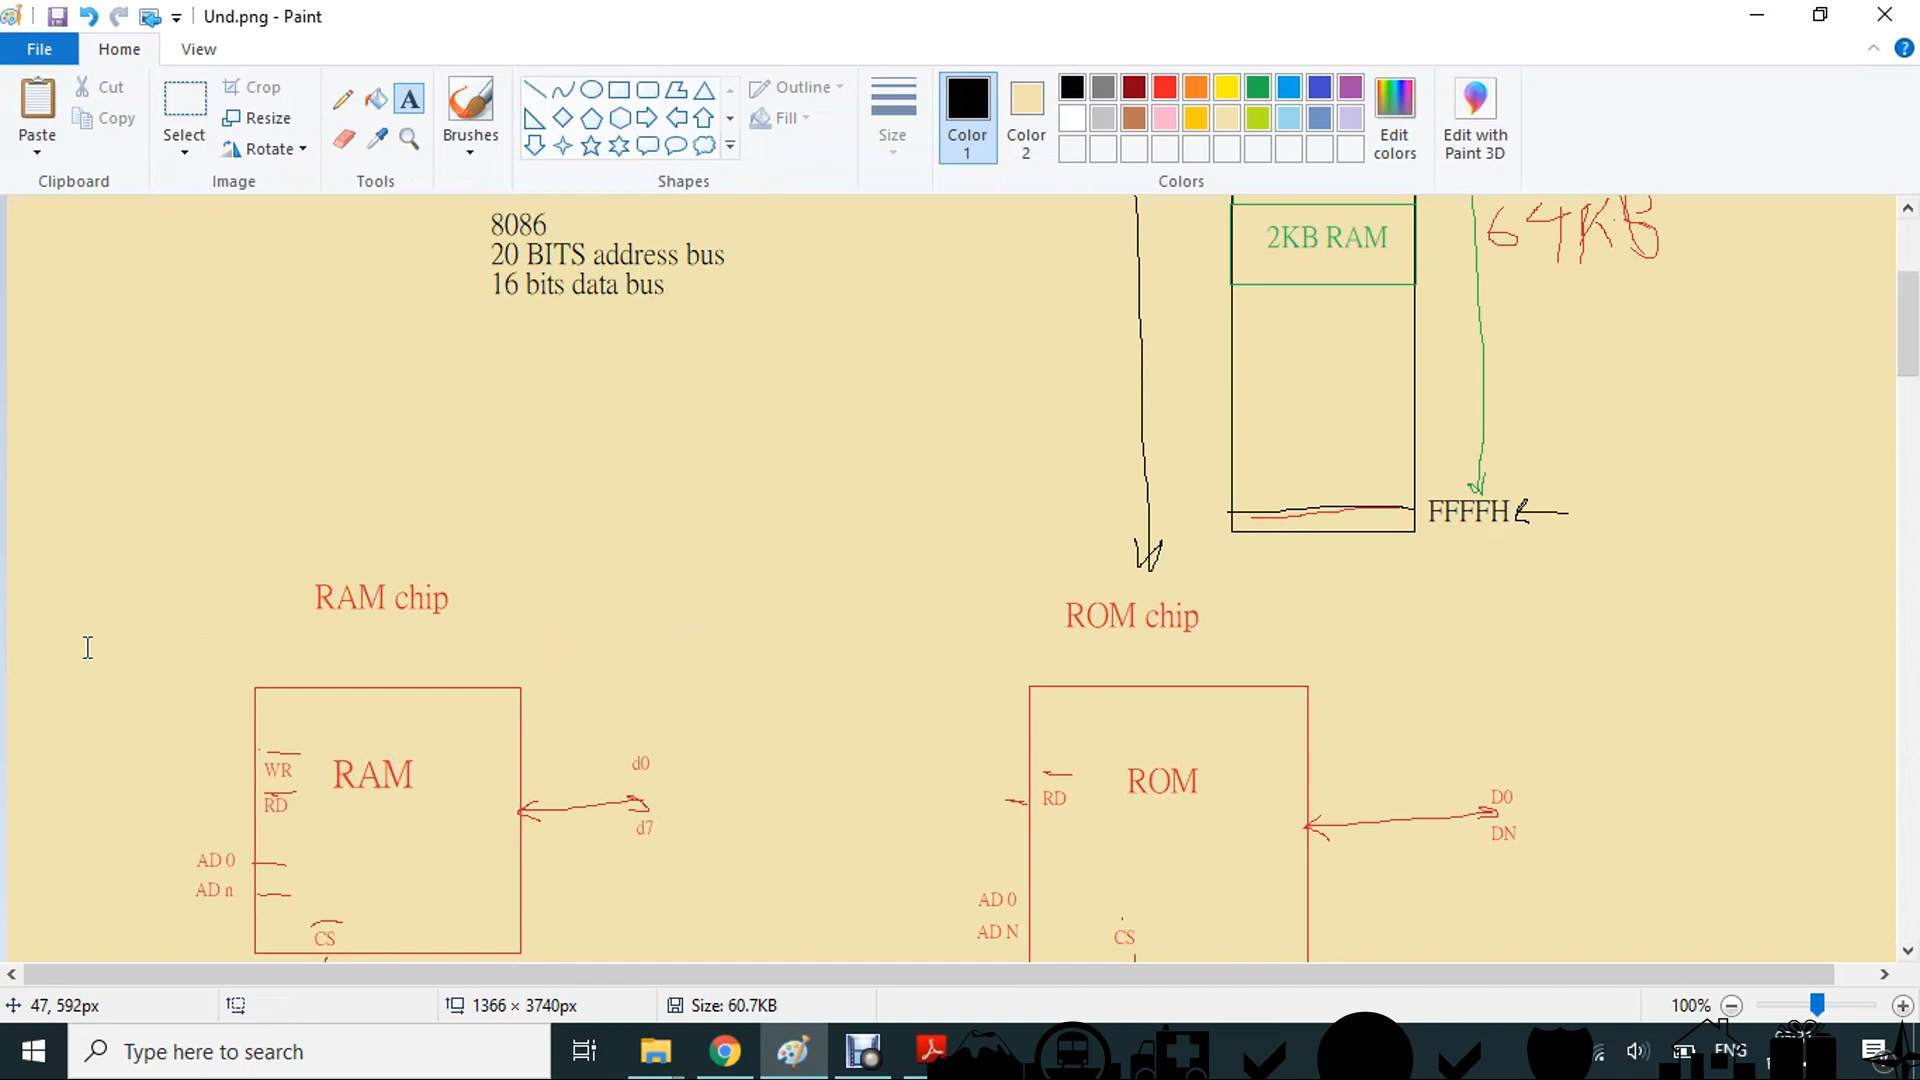 Und.png - Paint
File
Home
View
Paste
Cut
Copy
Clipboard
Select
Crop
Resize
Rotate
Image
Tools
Brushes
Outline
Fill
Shapes
Size
Color 1
Color 2
Edit colors
Edit with Paint 3D
Colors
8086
20 BITS address bus
16 bits data bus
2KB RAM
64KB
FFFFH
RAM chip
ROM chip
WR
RAM
RD
d0
d7
AD 0
AD n
CS
ROM
RD
D0
DN
AD 0
AD N
CS
47, 592px
1366 × 3740px
Size: 60.7KB
100%
Type here to search
ENG